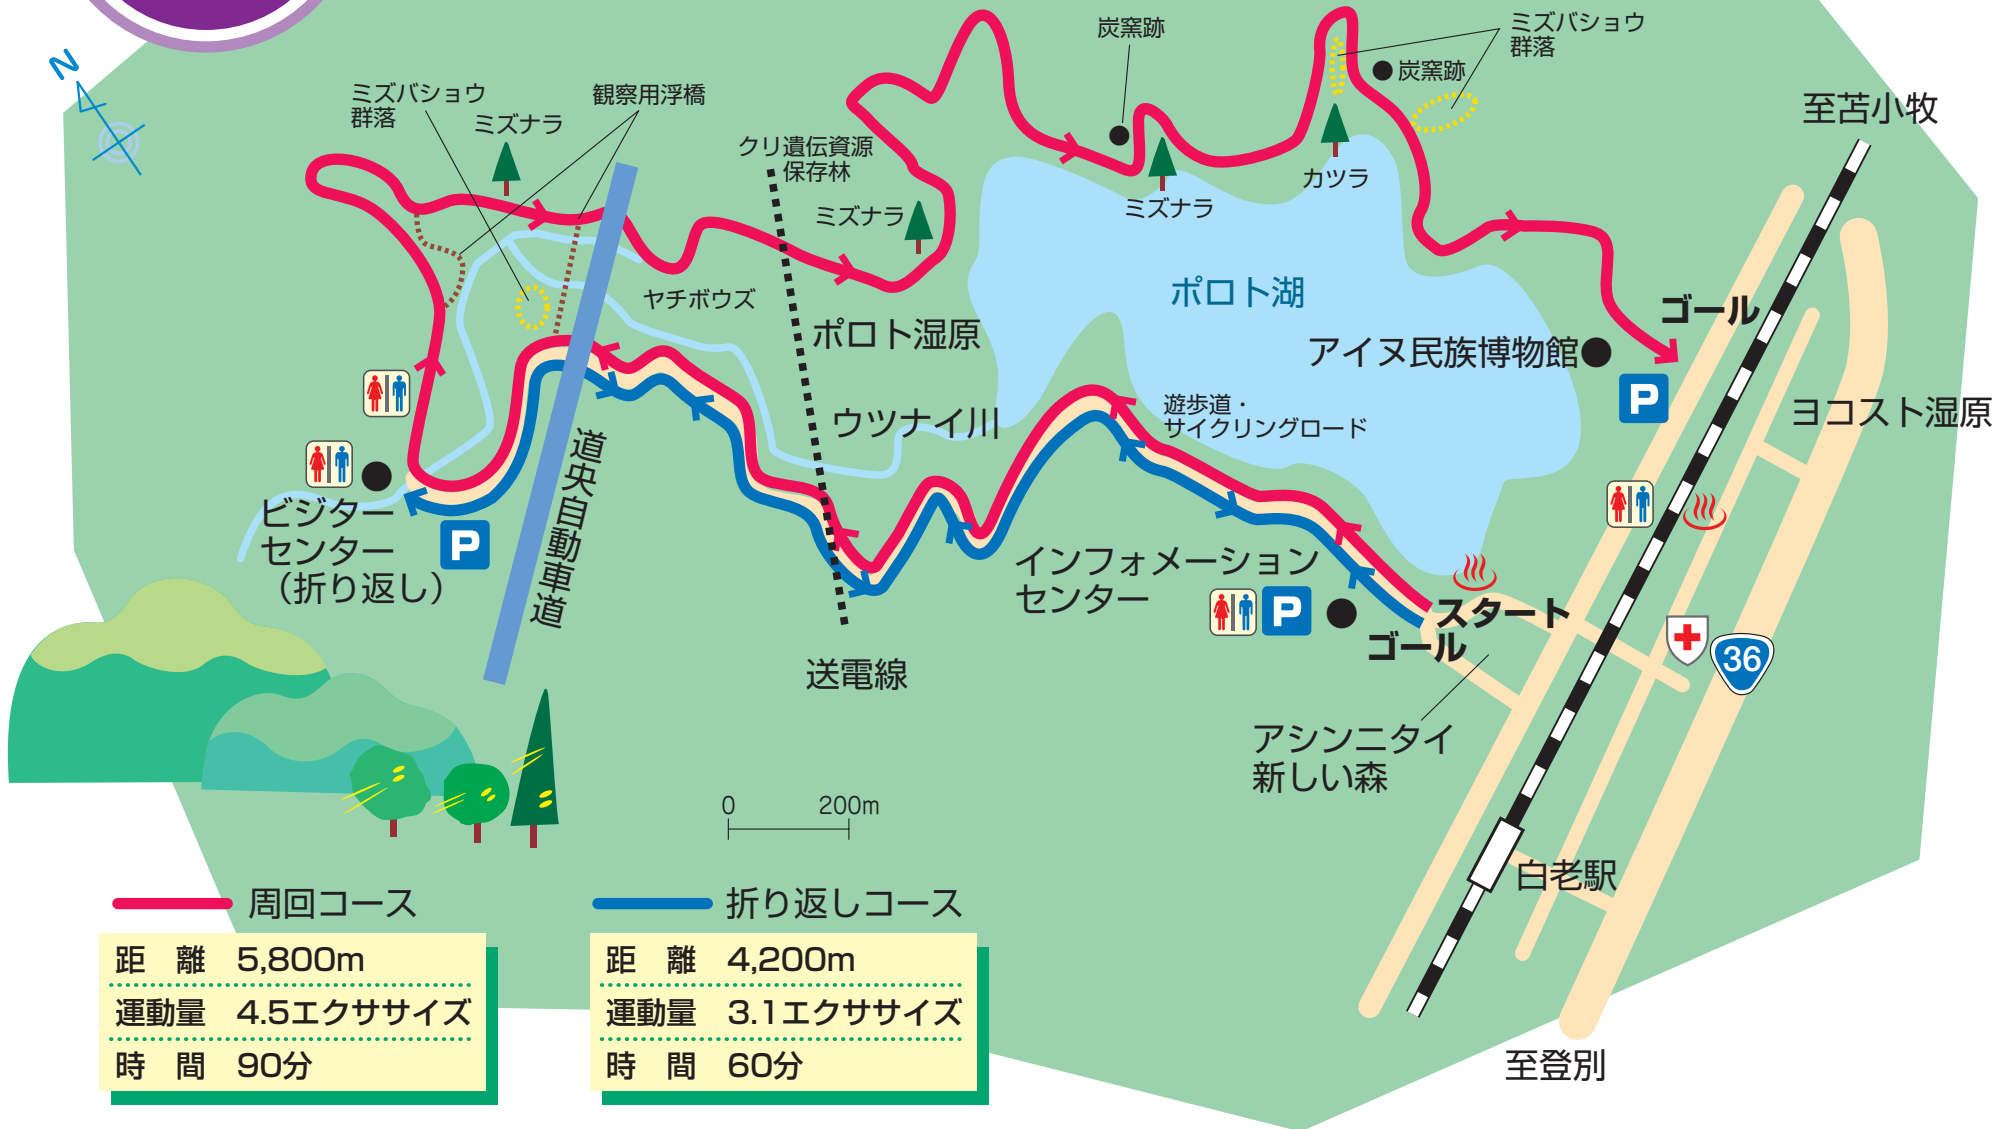 N
ミズバショウ
群落
ミズナラ
観察用浮橋
クリ遺伝資源
保存林
ミズナラ
炭窯跡
ミズナラ
カツラ
炭窯跡
ミズバショウ
群落
至苫小牧
ヤチボウズ
ポロト湿原
ポロト湖
ゴール
アイヌ民族博物館
P
ヨコスト湿原
ウツナイ川
遊歩道・
サイクリングロード
道央自動車道
ビジター
センター
(折り返し)
P
インフォメーション
センター
P
スタート
ゴール
36
送電線
アシンニタイ
新しい森
0 200m
白老駅
至登別
周回コース
距 離 5,800m
運動量 4.5エクササイズ
時 間 90分
折り返しコース
距 離 4,200m
運動量 3.1エクササイズ
時 間 60分